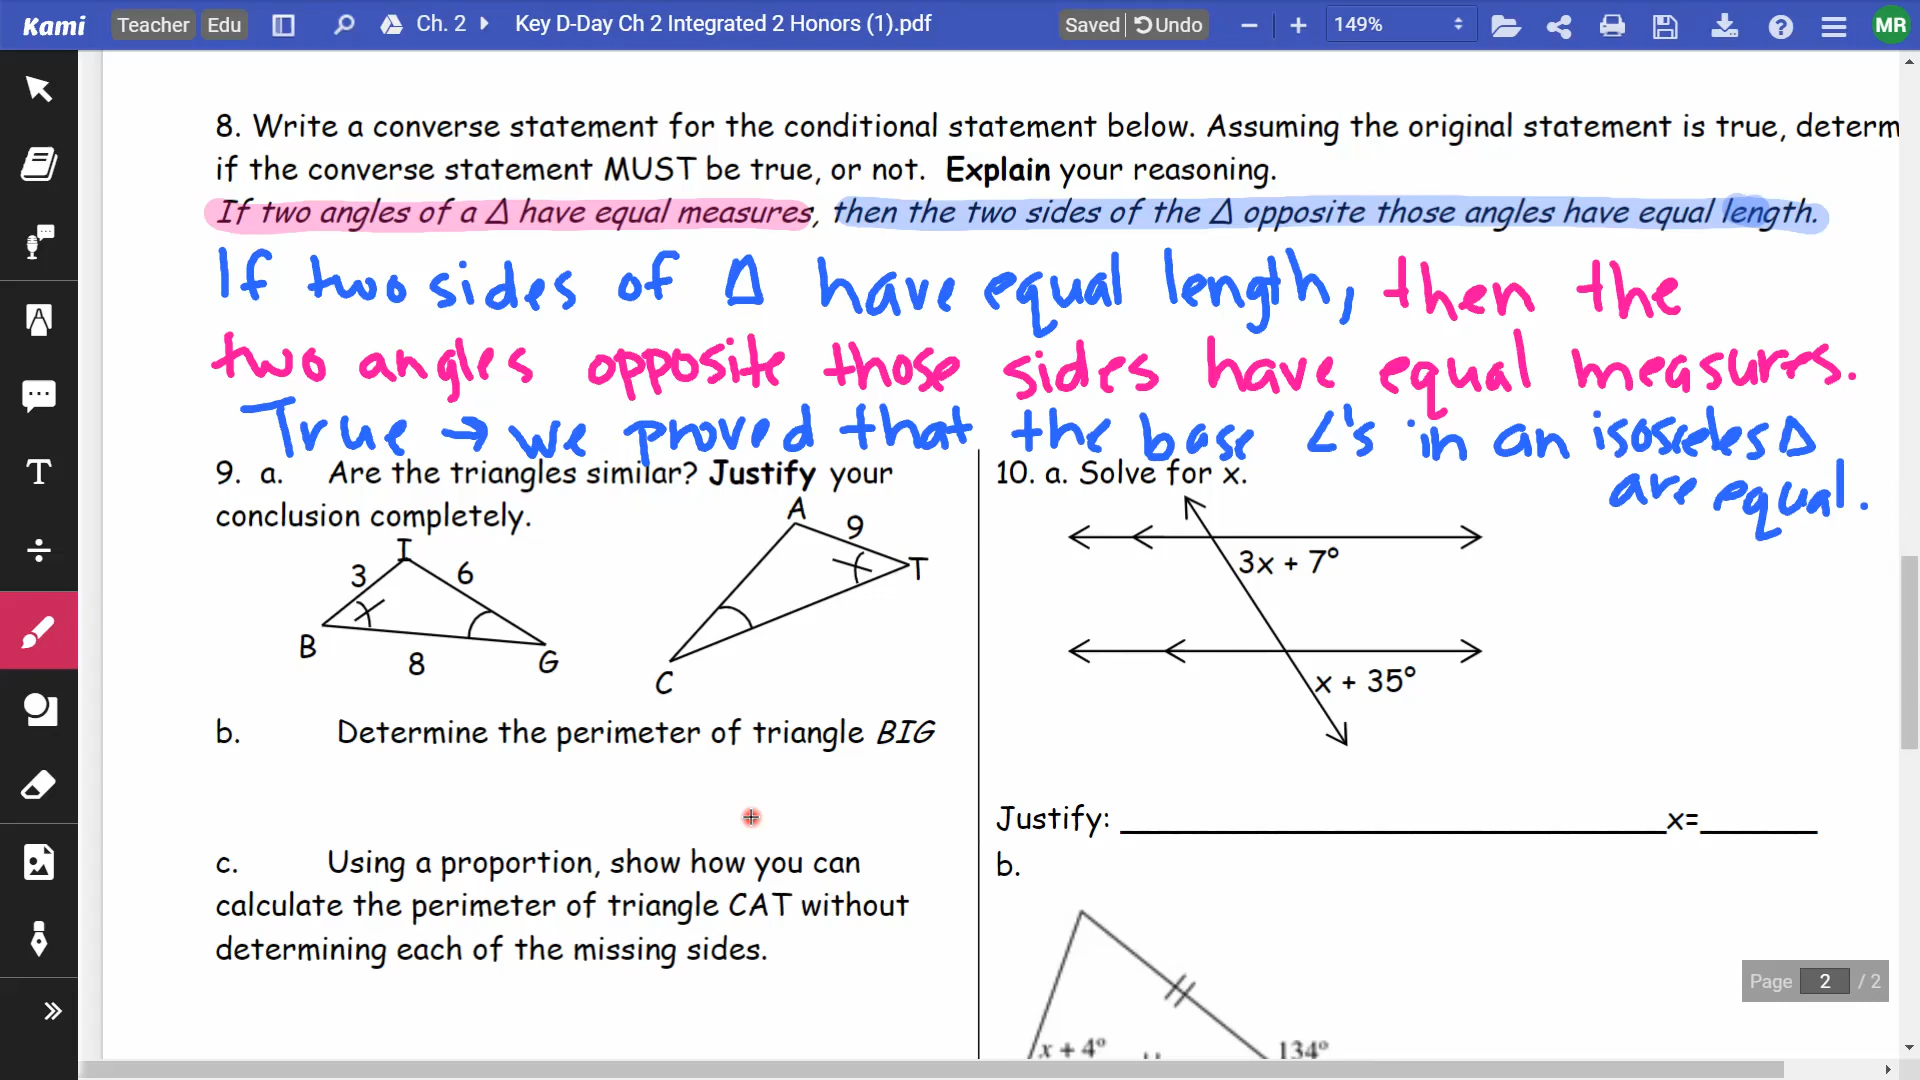 Kami Teacher Edu Ch. 2 Key D-Day Ch 2 Integrated 2 Honors (1).pdf Saved Undo 149% MR
8. Write a converse statement for the conditional statement below. Assuming the original statement is true, determ
if the converse statement MUST be true, or not. Explain your reasoning.
If two angles of a Δ have equal measures, then the two sides of the Δ opposite those angles have equal length.
If two sides of Δ have equal length, then the
two angles opposite those sides have equal measures.
True → we proved that the base ∠'s in an isosceles Δ
are equal.
9. a. Are the triangles similar? Justify your
conclusion completely.
I
3
6
B
8
G
A
9
T
C
b. Determine the perimeter of triangle BIG
c. Using a proportion, show how you can
calculate the perimeter of triangle CAT without
determining each of the missing sides.
10. a. Solve for x.
3x + 7°
x + 35°
Justify: ______________________________ x=_______
b.
x + 4°
134°
Page 2 / 2